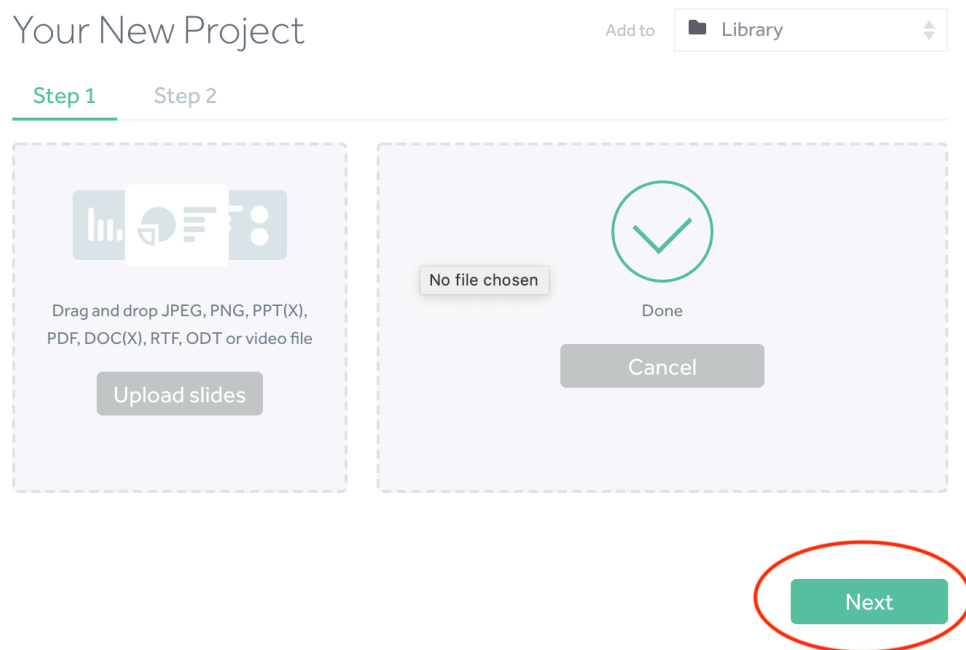 Your New Project
Add to
Library
Step 1
Step 2
Drag and drop JPEG, PNG, PPT(X),
PDF, DOC(X), RTF, ODT or video file
Upload slides
No file chosen
Done
Cancel
Next